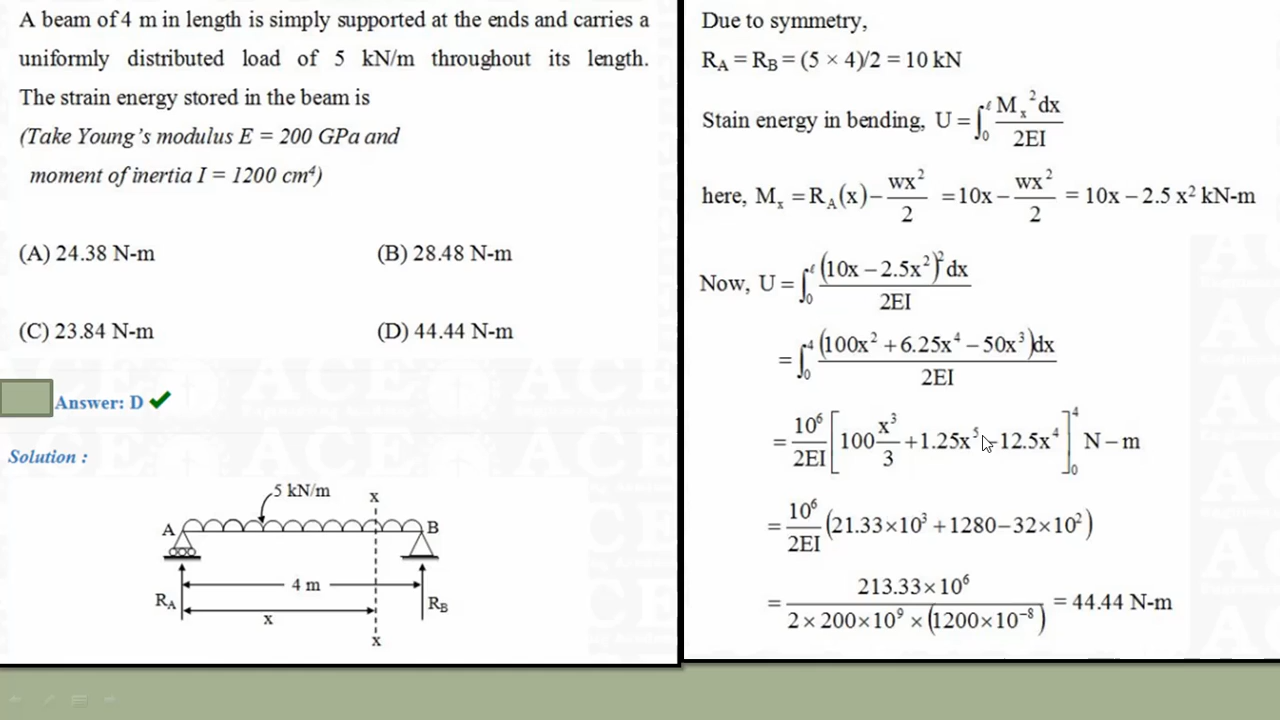 A beam of 4 m in length is simply supported at the ends and carries a
uniformly distributed load of 5 kN/m throughout its length.
The strain energy stored in the beam is
(Take Young's modulus E = 200 GPa and
moment of inertia I = 1200 cm⁴)
(A) 24.38 N-m (B) 28.48 N-m
(C) 23.84 N-m (D) 44.44 N-m
Answer: D ✔
Solution :
5 kN/m
x
A B
4 m
R_A R_B
x
x
Due to symmetry,
R_A = R_B = (5 × 4)/2 = 10 kN
Stain energy in bending, U = ∫₀^ℓ M_x² dx / 2EI
here, M_x = R_A(x) − wx²/2 = 10x − wx²/2 = 10x − 2.5 x² kN-m
Now, U = ∫₀^ℓ (10x − 2.5x²)² dx / 2EI
= ∫₀⁴ (100x² + 6.25x⁴ − 50x³)dx / 2EI
= 10⁶/2EI [100 x³/3 + 1.25x⁵ − 12.5x⁴]₀⁴ N − m
= 10⁶/2EI (21.33×10³ + 1280 − 32×10²)
= 213.33×10⁶ / 2 × 200×10⁹ × (1200×10⁻⁸) = 44.44 N-m